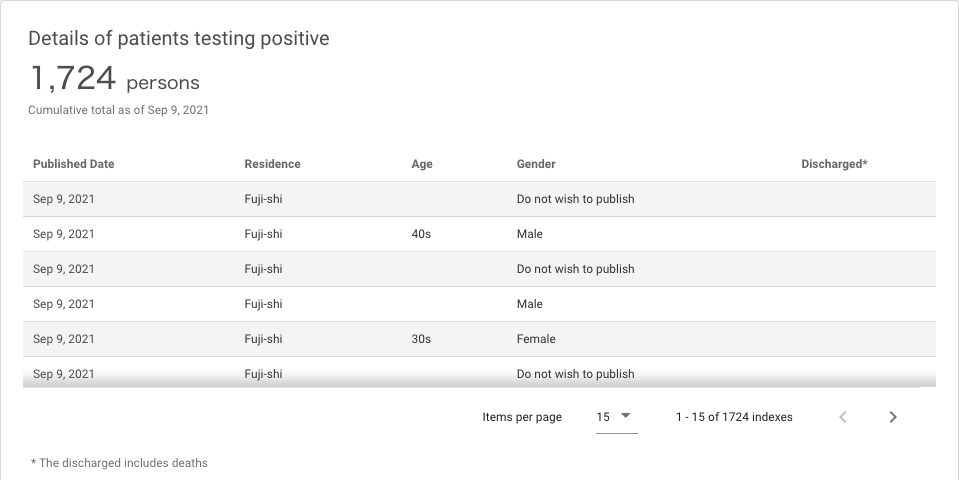 Details of patients testing positive
1,724 persons
Cumulative total as of Sep 9, 2021
Published Date Residence Age Gender Discharged*
Sep 9, 2021 Fuji-shi Do not wish to publish
Sep 9, 2021 Fuji-shi 40s Male
Sep 9, 2021 Fuji-shi Do not wish to publish
Sep 9, 2021 Fuji-shi Male
Sep 9, 2021 Fuji-shi 30s Female
Sep 9, 2021 Fuji-shi Do not wish to publish
Items per page 15 1 - 15 of 1724 indexes
* The discharged includes deaths